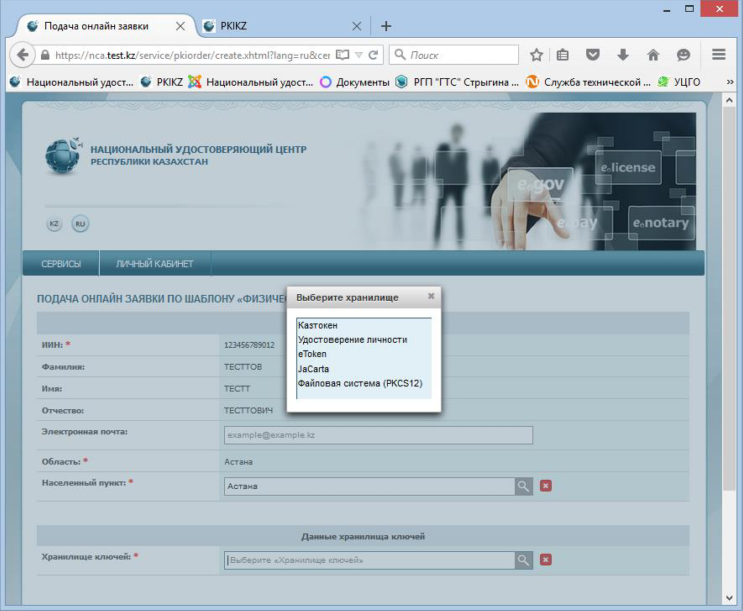 Подача онлайн заявки
PKIKZ
https://nca.test.kz/service/pkiorder/create.xhtml?lang=ru&cer
Поиск
Национальный удост...
PKIKZ
Национальный удост...
Документы
РГП "ГТС" Стрыгина ...
Служба технической ...
УЦГО
»
НАЦИОНАЛЬНЫЙ УДОСТОВЕРЯЮЩИЙ ЦЕНТР
РЕСПУБЛИКИ КАЗАХСТАН
e-license
e-gov
e-pay
e-notary
KZ
RU
СЕРВИСЫ
ЛИЧНЫЙ КАБИНЕТ
ПОДАЧА ОНЛАЙН ЗАЯВКИ ПО ШАБЛОНУ «ФИЗИЧЕ
Выберите хранилище
Казтокен
Удостоверение личности
eToken
JaCarta
Файловая система (PKCS12)
ИИН: *
123456789012
Фамилия:
ТЕСТТОВ
Имя:
ТЕСТТ
Отчество:
ТЕСТТОВИЧ
Электронная почта:
example@example.kz
Область: *
Астана
Населенный пункт: *
Астана
Данные хранилища ключей
Хранилище ключей: *
Выберите «Хранилище ключей»